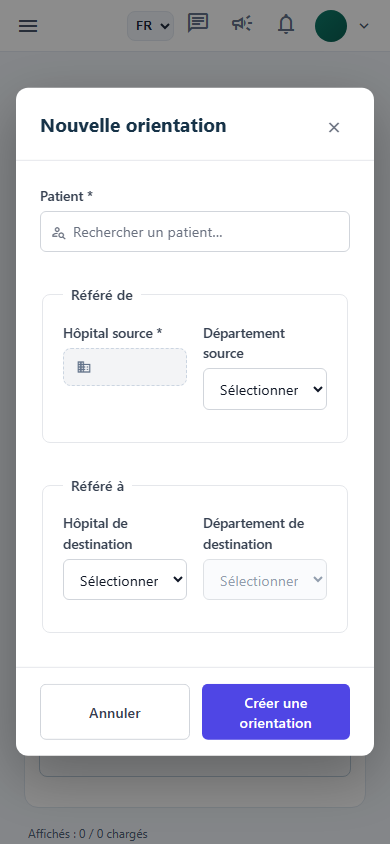 FR
Nouvelle orientation
Patient *
Rechercher un patient...
Référé de
Hôpital source *
Département
source
Sélectionner
Référé à
Hôpital de
destination
Département de
destination
Sélectionner
Sélectionner
Annuler
Créer une
orientation
Affichés : 0 / 0 chargés